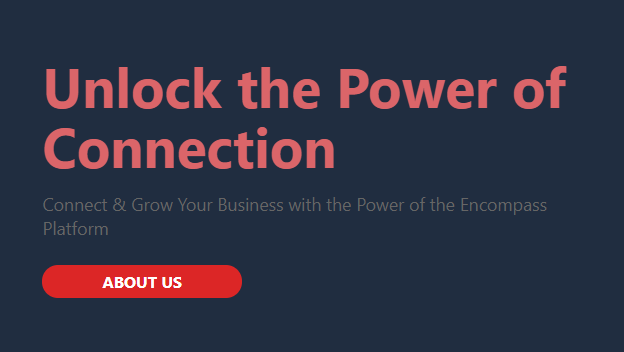 Unlock the Power of
Connection
Connect & Grow Your Business with the Power of the Encompass
Platform
ABOUT US